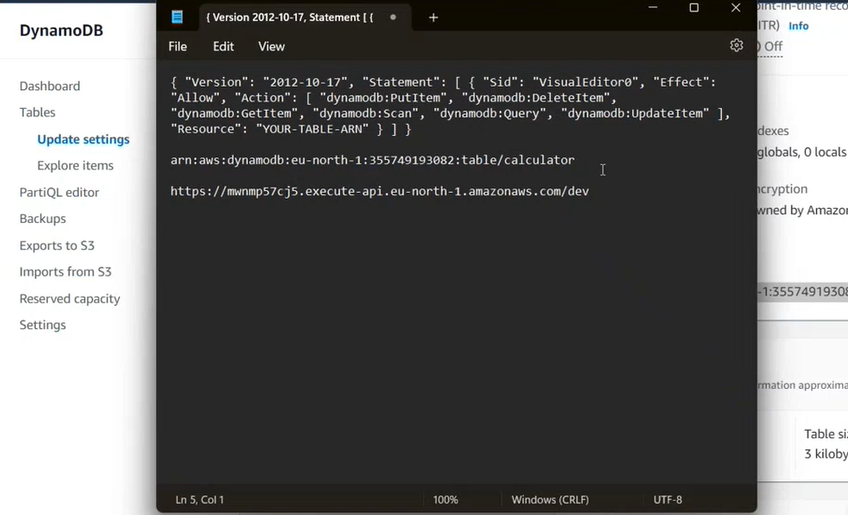 DynamoDB
Dashboard
Tables
Update settings
Explore items
PartiQL editor
Backups
Exports to S3
Imports from S3
Reserved capacity
Settings
{ Version 2012-10-17, Statement [ {
File Edit View
{ "Version": "2012-10-17", "Statement": [ { "Sid": "VisualEditor0", "Effect":
"Allow", "Action": [ "dynamodb:PutItem", "dynamodb:DeleteItem",
"dynamodb:GetItem", "dynamodb:Scan", "dynamodb:Query", "dynamodb:UpdateItem" ],
"Resource": "YOUR-TABLE-ARN" } ] }
arn:aws:dynamodb:eu-north-1:355749193082:table/calculator
https://mwnmp57cj5.execute-api.eu-north-1.amazonaws.com/dev
Ln 5, Col 1 100% Windows (CRLF) UTF-8
oint-in-time reco
ITR) Info
Off
dexes
globals, 0 locals
cryption
wned by Amazor
-1:35574919308
rmation approxima
Table si
3 kiloby